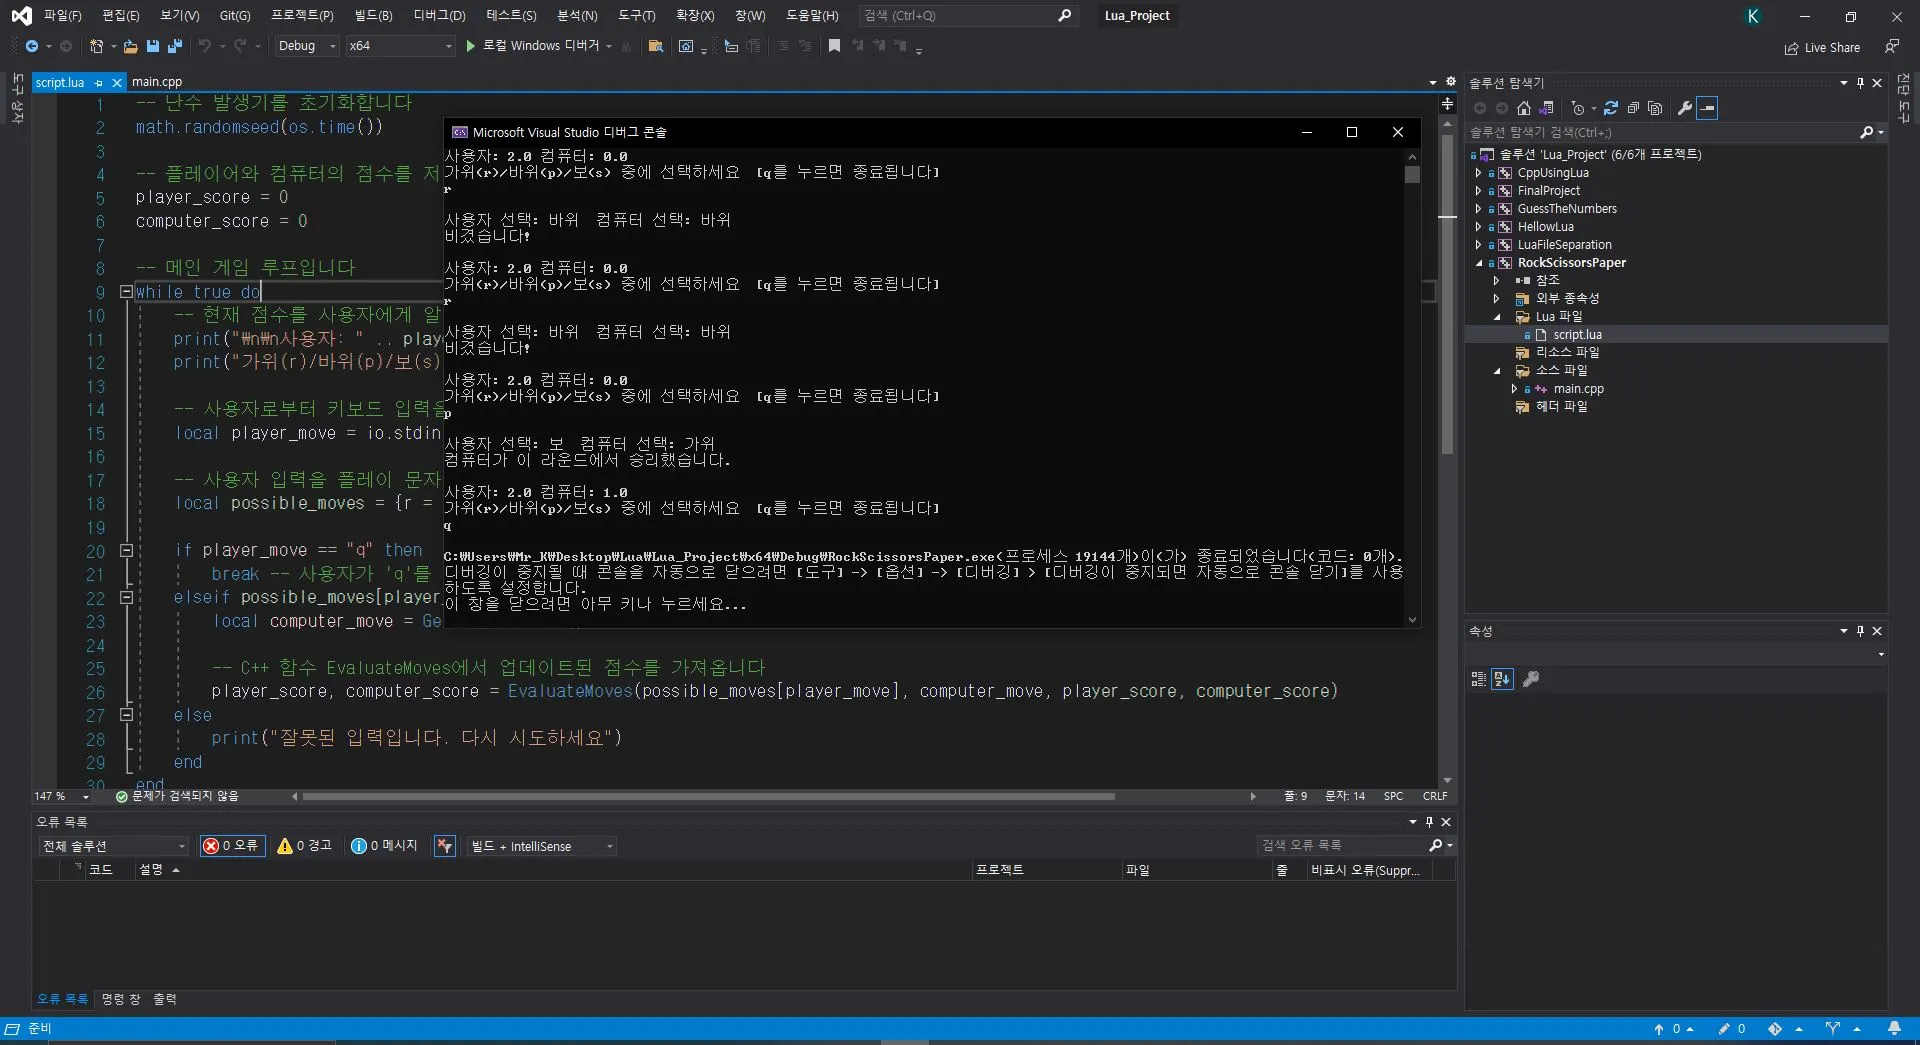 파일(F) 편집(E) 보기(V) Git(G) 프로젝트(P) 빌드(B) 디버그(D) 테스트(S) 분석(N) 도구(T) 확장(X) 창(W) 도움말(H) 검색 (Ctrl+Q) Lua_Project K
Debug x64 로컬 Windows 디버거 Live Share
도구 상자
script.lua main.cpp
1 -- 난수 발생기를 초기화합니다
2 math.randomseed(os.time())
3
4 -- 플레이어와 컴퓨터의 점수를 저
5 player_score = 0
6 computer_score = 0
7
8 -- 메인 게임 루프입니다
9 while true do
10 -- 현재 점수를 사용자에게 알
11 print("₩n₩n사용자: " .. play
12 print("가위(r)/바위(p)/보(s)
13
14 -- 사용자로부터 키보드 입력을
15 local player_move = io.stdin
16
17 -- 사용자 입력을 플레이 문자
18 local possible_moves = {r =
19
20 if player_move == "q" then
21 break -- 사용자가 'q'를
22 elseif possible_moves[player_
23 local computer_move = Ge
24
25 -- C++ 함수 EvaluateMoves에서 업데이트된 점수를 가져옵니다
26 player_score, computer_score = EvaluateMoves(possible_moves[player_move], computer_move, player_score, computer_score)
27 else
28 print("잘못된 입력입니다. 다시 시도하세요")
29 end
30 end
Microsoft Visual Studio 디버그 콘솔
사용자: 2.0 컴퓨터: 0.0
가위(r)/바위(p)/보(s) 중에 선택하세요 [q를 누르면 종료됩니다]
r
사용자 선택: 바위 컴퓨터 선택: 바위
비겼습니다!
사용자: 2.0 컴퓨터: 0.0
가위(r)/바위(p)/보(s) 중에 선택하세요 [q를 누르면 종료됩니다]
r
사용자 선택: 바위 컴퓨터 선택: 바위
비겼습니다!
사용자: 2.0 컴퓨터: 0.0
가위(r)/바위(p)/보(s) 중에 선택하세요 [q를 누르면 종료됩니다]
p
사용자 선택: 보 컴퓨터 선택: 가위
컴퓨터가 이 라운드에서 승리했습니다.
사용자: 2.0 컴퓨터: 1.0
가위(r)/바위(p)/보(s) 중에 선택하세요 [q를 누르면 종료됩니다]
q
C:₩Users₩Mr_K₩Desktop₩Lua₩Lua_Project₩x64₩Debug₩RockScissorsPaper.exe(프로세스 19144개)이(가) 종료되었습니다(코드: 0개).
디버깅이 중지될 때 콘솔을 자동으로 닫으려면 [도구] -> [옵션] -> [디버깅] > [디버깅이 중지되면 자동으로 콘솔 닫기]를 사용
하도록 설정합니다.
이 창을 닫으려면 아무 키나 누르세요...
147 % 문제가 검색되지 않음 줄: 9 문자: 14 SPC CRLF
오류 목록
전체 솔루션 0 오류 0 경고 0 메시지 빌드 + IntelliSense 검색 오류 목록
코드 설명 프로젝트 파일 줄 비표시 오류(Suppr...
오류 목록 명령 창 출력
솔루션 탐색기
솔루션 탐색기 검색(Ctrl+;)
솔루션 'Lua_Project' (6/6개 프로젝트)
CppUsingLua
FinalProject
GuessTheNumbers
HellowLua
LuaFileSeparation
RockScissorsPaper
참조
외부 종속성
Lua 파일
script.lua
리소스 파일
소스 파일
main.cpp
헤더 파일
속성
진단 도구
준비 0 0